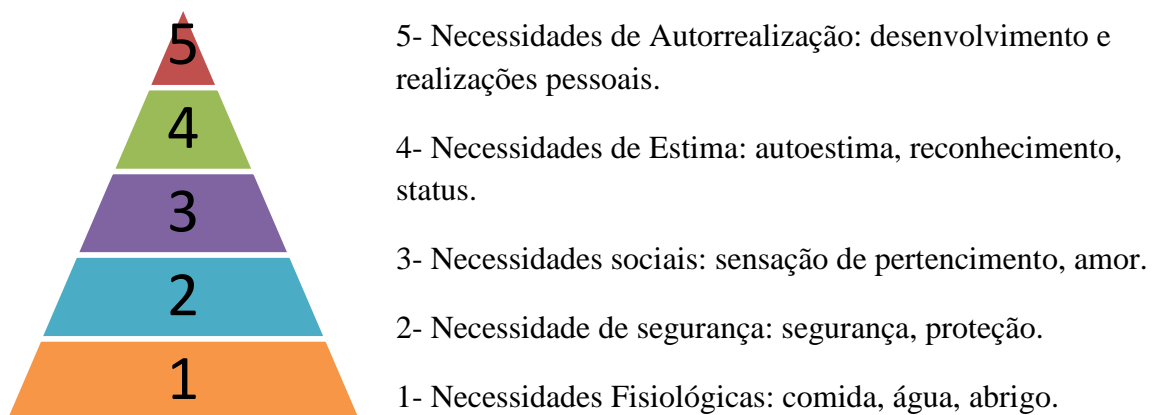 5
5- Necessidades de Autorrealização: desenvolvimento e
realizações pessoais.
4
4- Necessidades de Estima: autoestima, reconhecimento,
status.
3
3- Necessidades sociais: sensação de pertencimento, amor.
2
2- Necessidade de segurança: segurança, proteção.
1
1- Necessidades Fisiológicas: comida, água, abrigo.